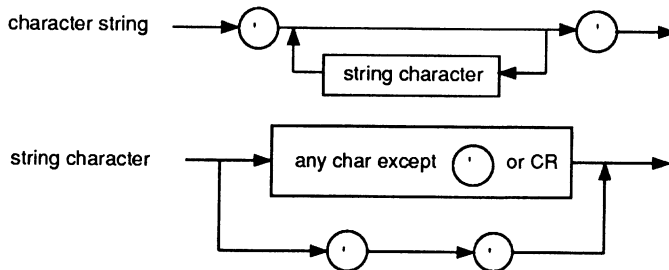 character string ' '
string character
string character any char except ' or CR
' '